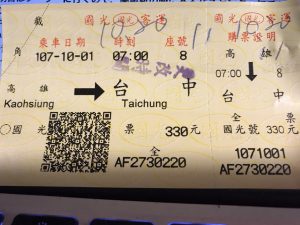 截 國光客運 國光客運
角 乘車日期 時刻 座號 購票證明
107-10-01 07:00 8 高雄
高雄 台中 07:00 8
Kaohsiung Taichung 台中
國光 票 330元 國光號 330元
全 全
AF2730220 1071001
AF2730220